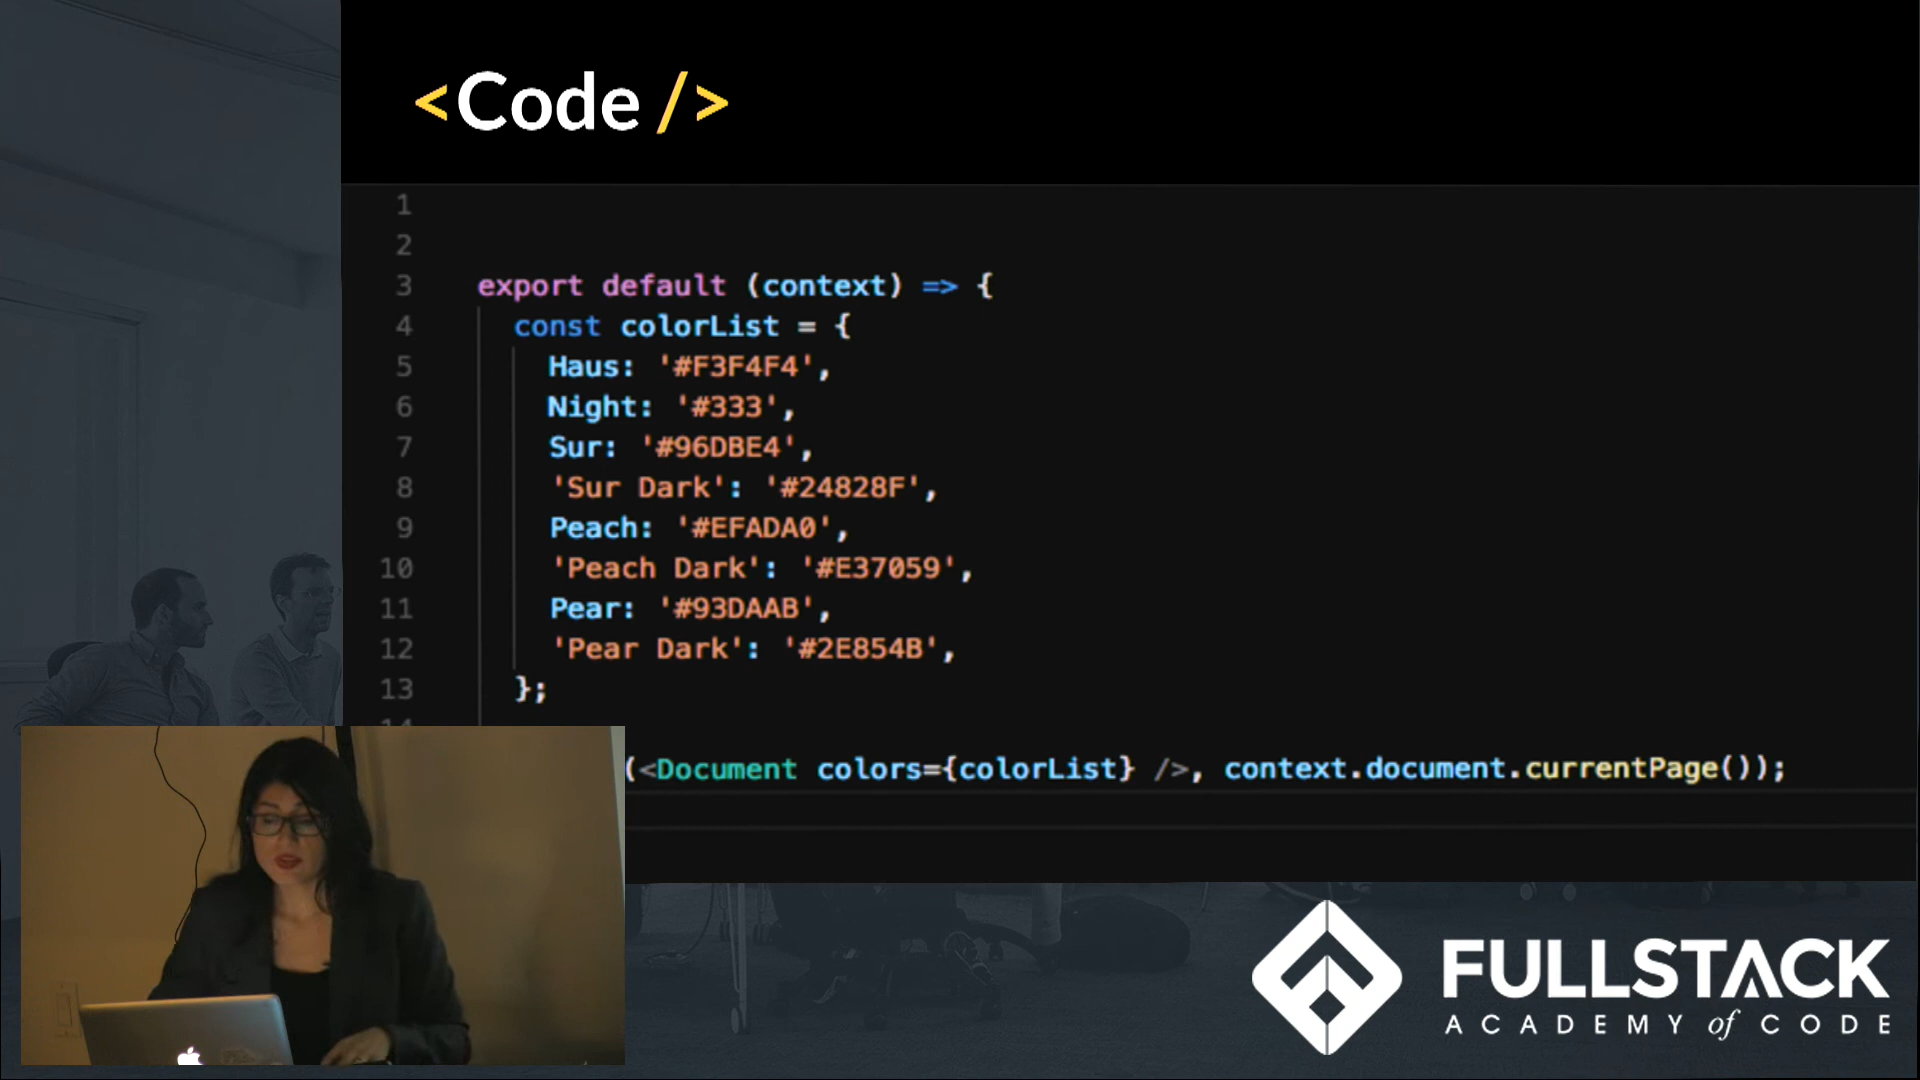 <Code />
1
2
3 export default (context) => {
4 const colorList = {
5 Haus: '#F3F4F4',
6 Night: '#333',
7 Sur: '#96DBE4',
8 'Sur Dark': '#24828F',
9 Peach: '#EFADA0',
10 'Peach Dark': '#E37059',
11 Pear: '#93DAAB',
12 'Pear Dark': '#2E854B',
13 };
(<Document colors={colorList} />, context.document.currentPage());
FULLSTACK
ACADEMY of CODE